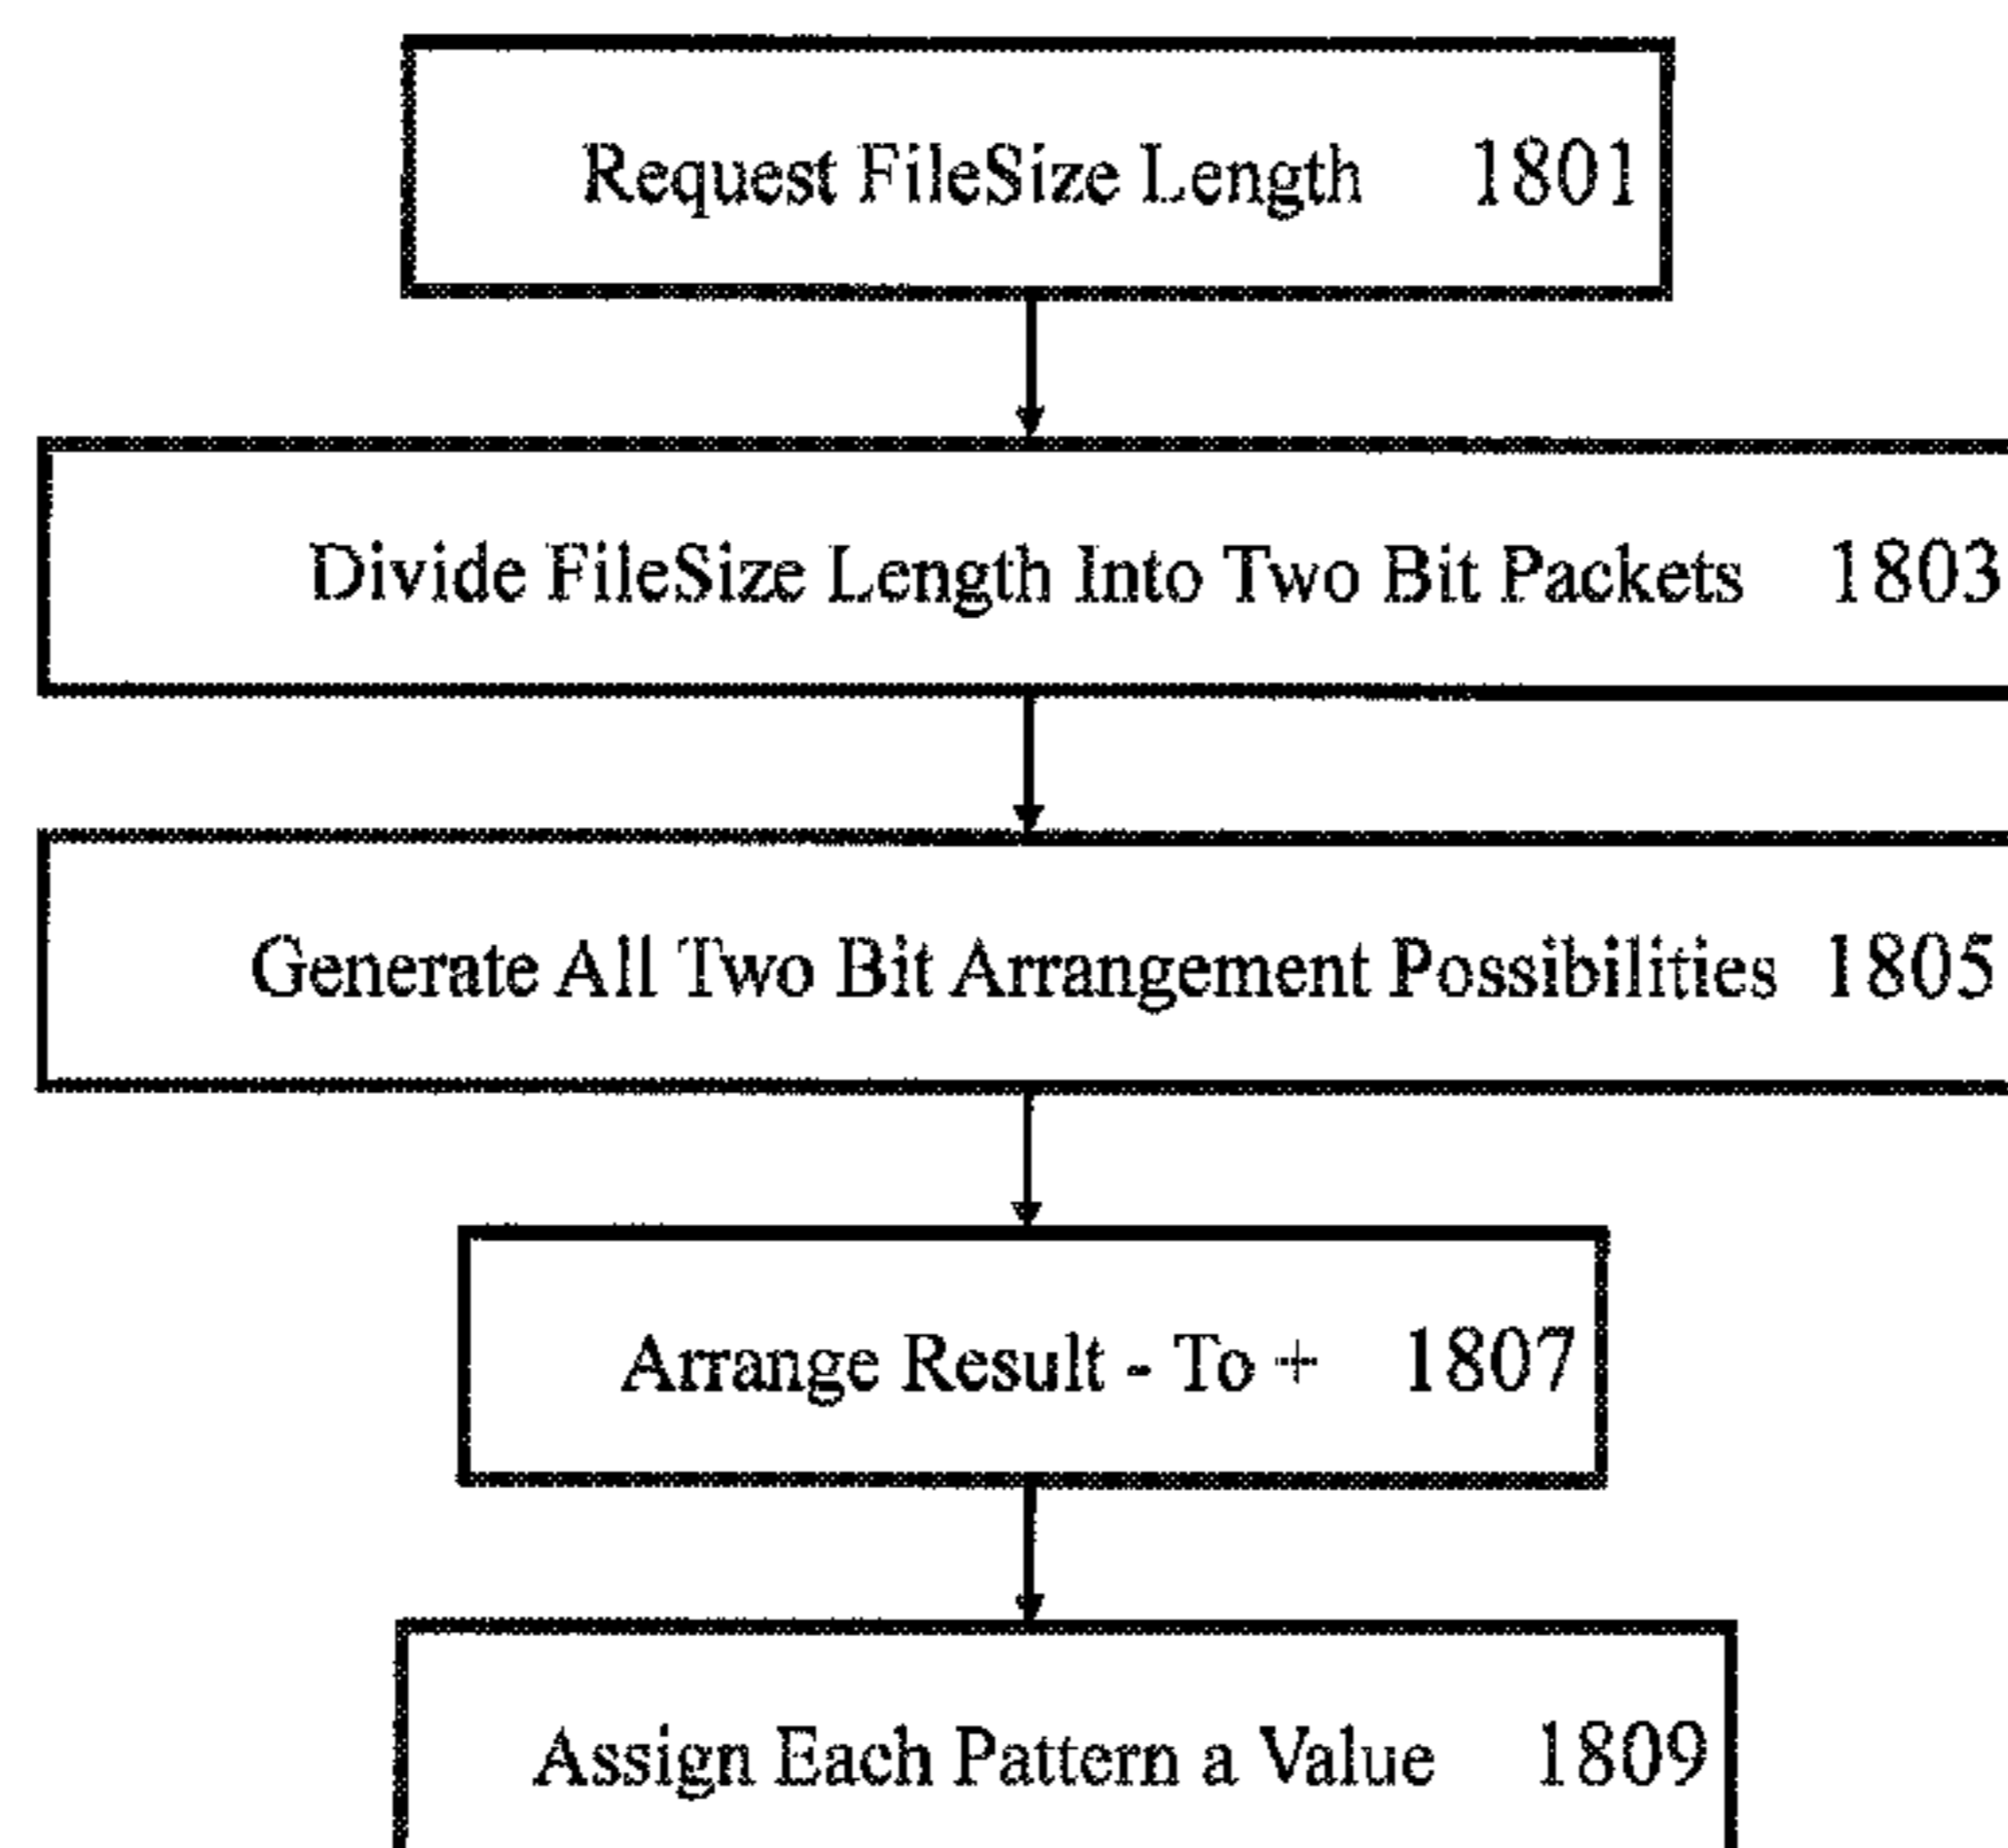 Request FileSize Length 1801
Divide FileSize Length Into Two Bit Packets 1803
Generate All Two Bit Arrangement Possibilities 1805
Arrange Result - To + 1807
Assign Each Pattern a Value 1809